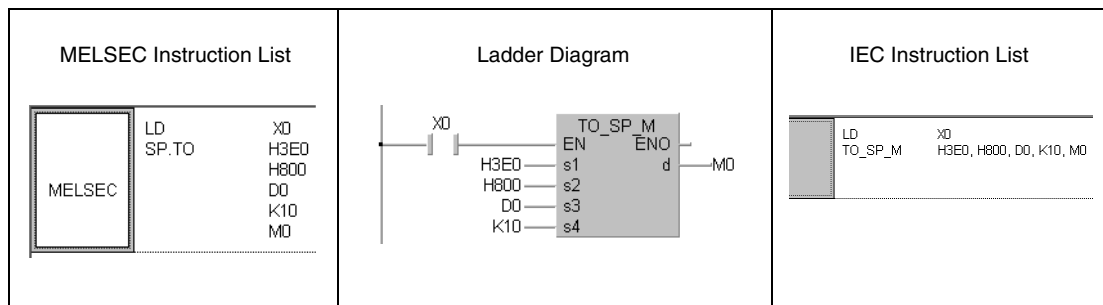 MELSEC Instruction List
MELSEC
LD X0
SP.TO H3E0
H800
D0
K10
M0
Ladder Diagram
X0
TO_SP_M
EN ENO
H3E0 s1 d M0
H800 s2
D0 s3
K10 s4
IEC Instruction List
LD X0
TO_SP_M H3E0, H800, D0, K10, M0